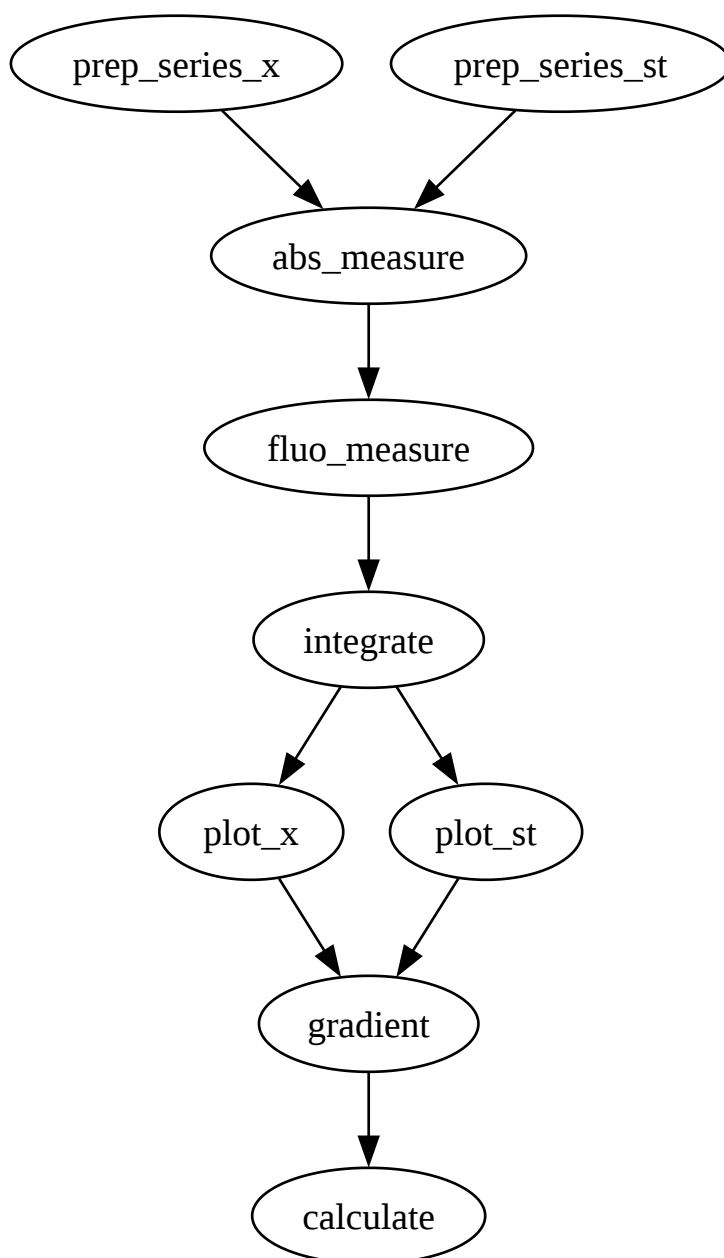 prep_series_x
prep_series_st
abs_measure
fluo_measure
integrate
plot_x
plot_st
gradient
calculate